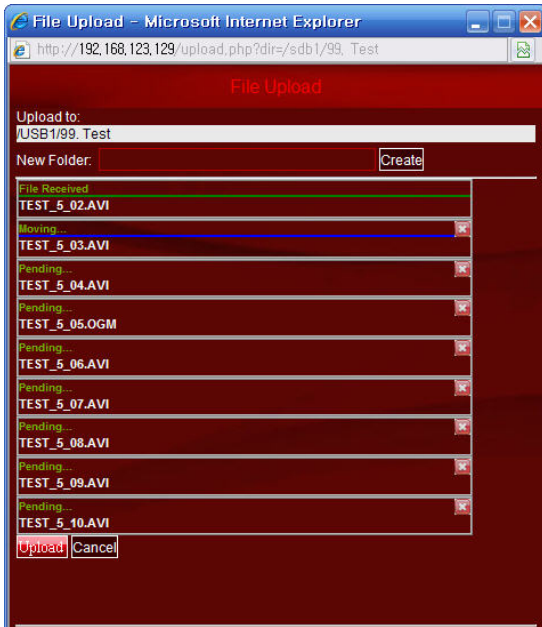 File Upload - Microsoft Internet Explorer
http://192,168,123,129/upload,php?dir=/sdb1/99, Test
File Upload
Upload to:
/USB1/99. Test
New Folder: Create
File Received
TEST_5_02.AVI
Moving...
TEST_5_03.AVI
Pending...
TEST_5_04.AVI
Pending...
TEST_5_05.OGM
Pending...
TEST_5_06.AVI
Pending...
TEST_5_07.AVI
Pending...
TEST_5_08.AVI
Pending...
TEST_5_09.AVI
Pending...
TEST_5_10.AVI
Upload Cancel